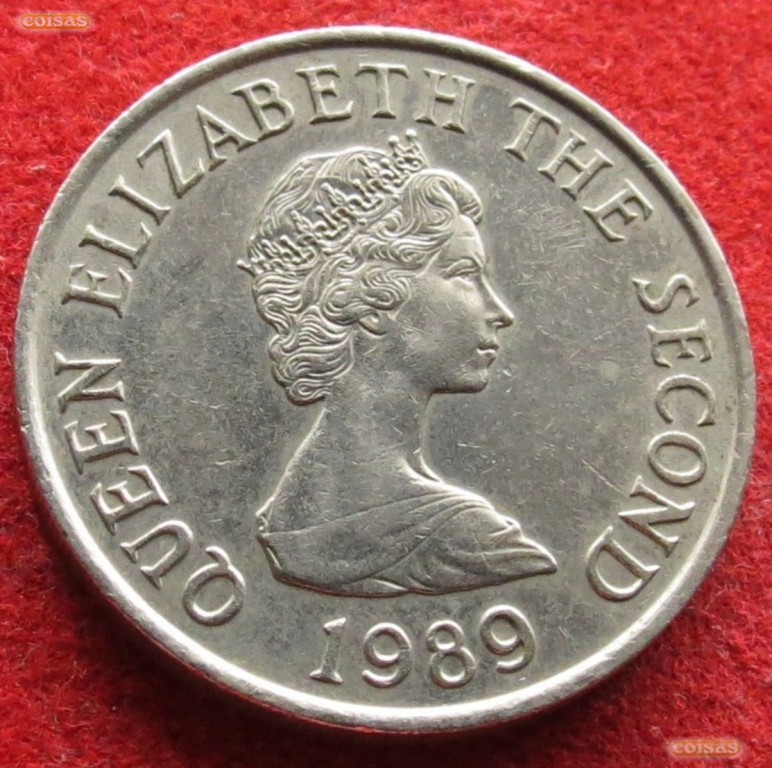 coisas
QUEEN ELIZABETH THE SECOND
1989
coisas